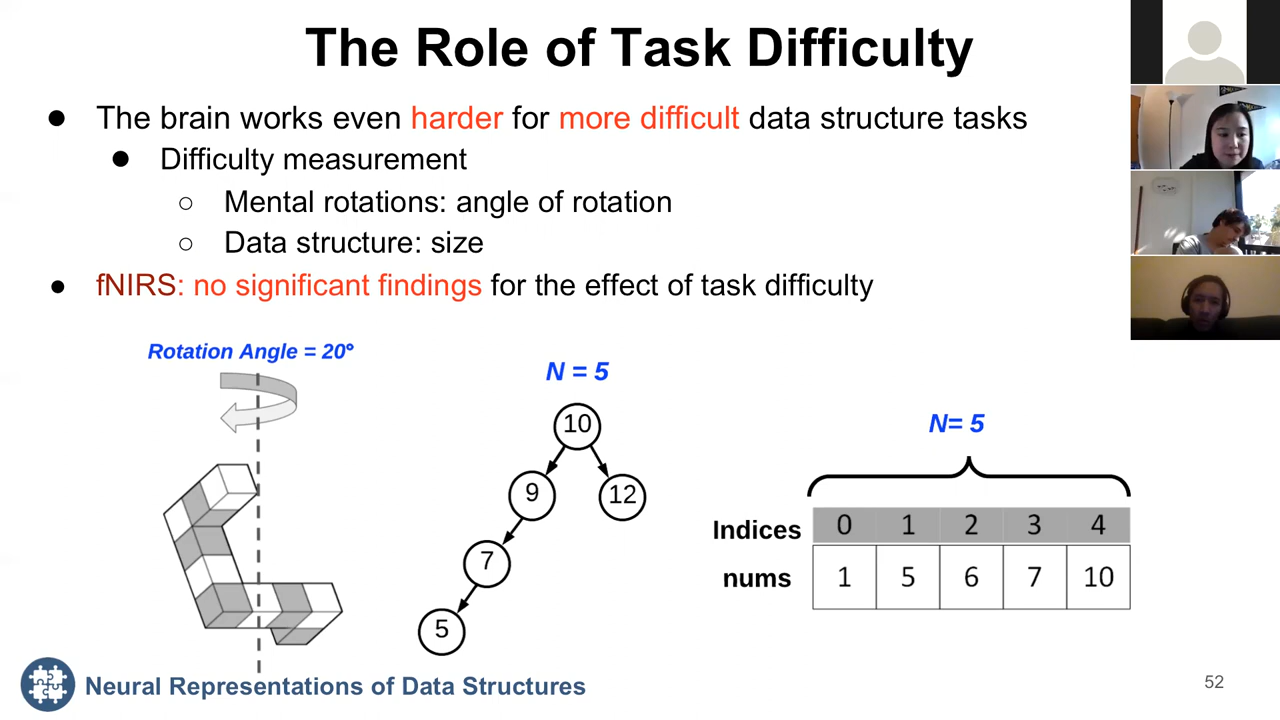 The Role of Task Difficulty
● The brain works even harder for more difficult data structure tasks
● Difficulty measurement
○ Mental rotations: angle of rotation
○ Data structure: size
● fNIRS: no significant findings for the effect of task difficulty
Rotation Angle = 20°
N = 5
10
9 12
7
5
N= 5
Indices 0 1 2 3 4
nums 1 5 6 7 10
Neural Representations of Data Structures
52